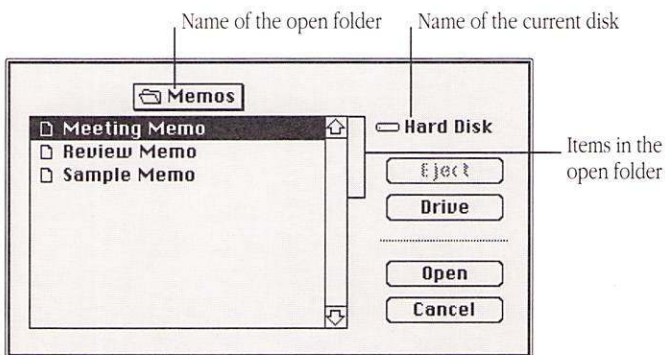 Name of the open folder
Name of the current disk
Memos
Meeting Memo
Review Memo
Sample Memo
Hard Disk
Eject
Drive
Open
Cancel
Items in the
open folder